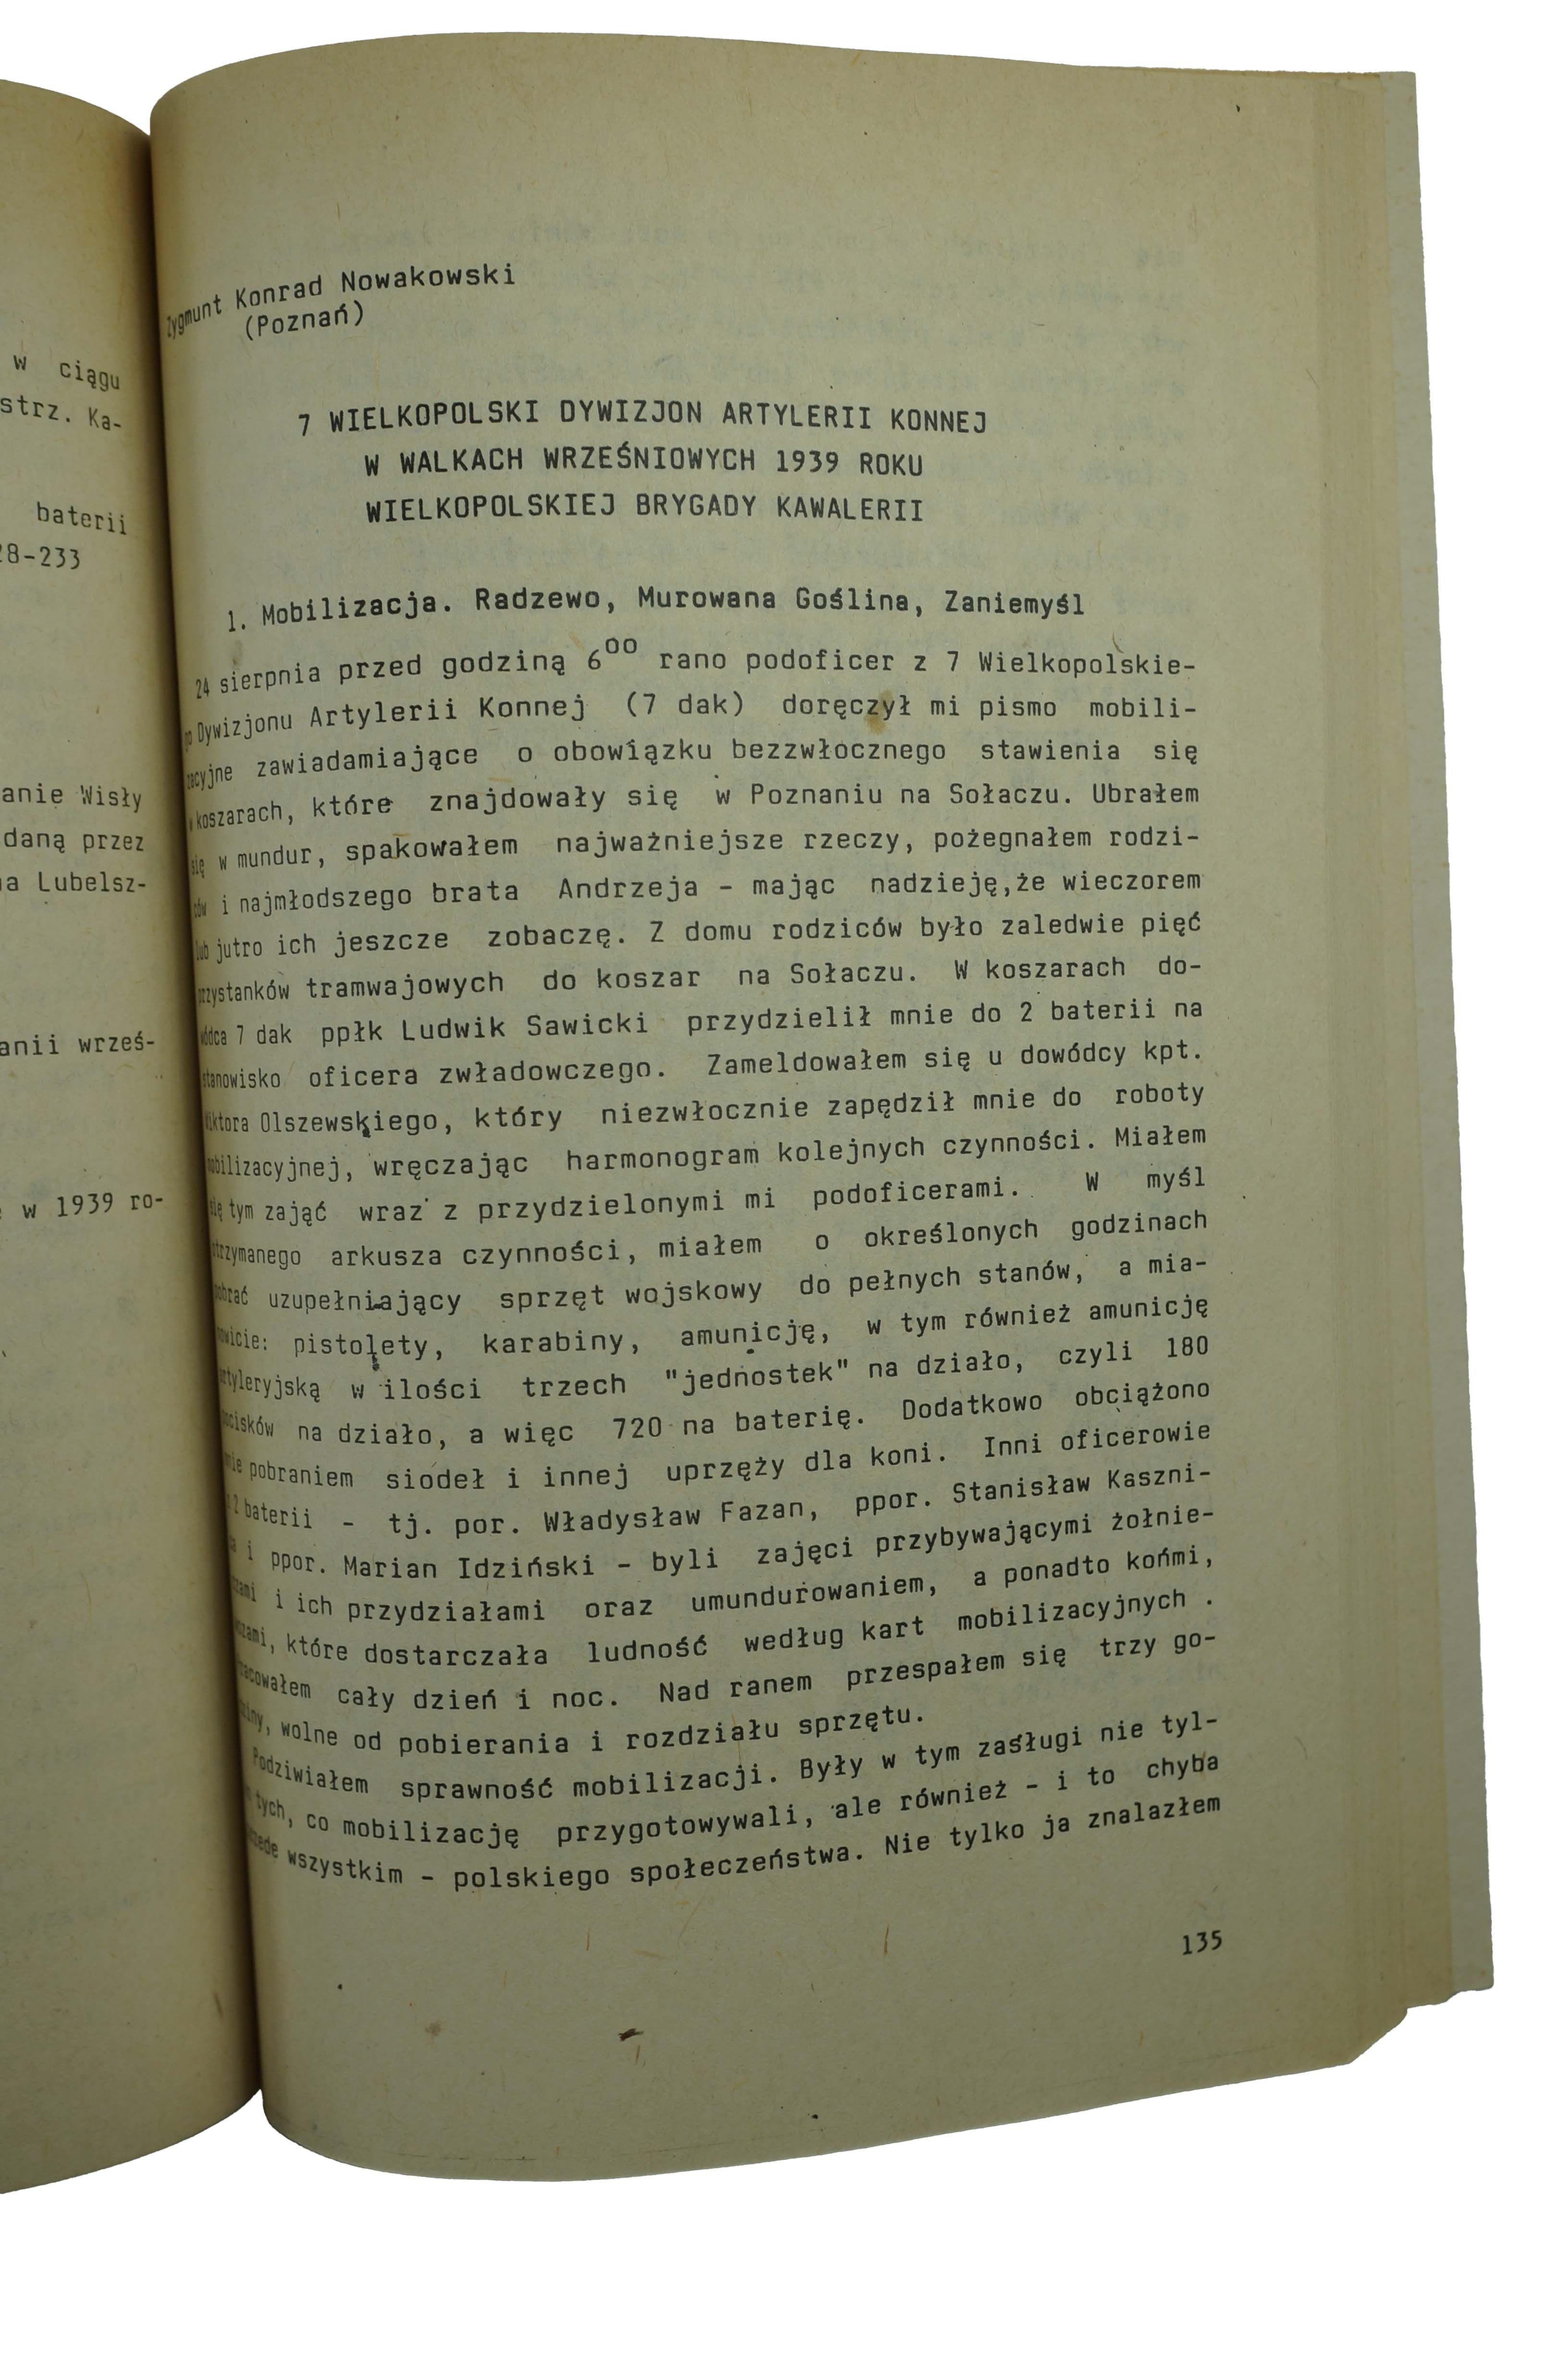 w ciągu
strz. Ka-
baterii
28-233
anie Wisły
daną przez
na Lubelsz-
anii wrześ-
w 1939 ro-
Zygmunt Konrad Nowakowski
(Poznań)
7 WIELKOPOLSKI DYWIZJON ARTYLERII KONNEJ
W WALKACH WRZEŚNIOWYCH 1939 ROKU
WIELKOPOLSKIEJ BRYGADY KAWALERII
1. Mobilizacja. Radzewo, Murowana Goślina, Zaniemyśl
24 sierpnia przed godziną 6⁰⁰ rano podoficer z 7 Wielkopolskie-
go Dywizjonu Artylerii Konnej (7 dak) doręczył mi pismo mobili-
zacyjne zawiadamiające o obowiązku bezzwłocznego stawienia się
w koszarach, które znajdowały się w Poznaniu na Sołaczu. Ubrałem
się w mundur, spakowałem najważniejsze rzeczy, pożegnałem rodzi-
ców i najmłodszego brata Andrzeja - mając nadzieję,że wieczorem
lub jutro ich jeszcze zobaczę. Z domu rodziców było zaledwie pięć
przystanków tramwajowych do koszar na Sołaczu. W koszarach do-
wódca 7 dak ppłk Ludwik Sawicki przydzielił mnie do 2 baterii na
stanowisko oficera zwładowczego. Zameldowałem się u dowódcy kpt.
Wiktora Olszewskiego, który niezwłocznie zapędził mnie do roboty
mobilizacyjnej, wręczając harmonogram kolejnych czynności. Miałem
się tym zająć wraz z przydzielonymi mi podoficerami. W myśl
otrzymanego arkusza czynności, miałem o określonych godzinach
pobrać uzupełniający sprzęt wojskowy do pełnych stanów, a mia-
nowicie: pistolety, karabiny, amunicję, w tym również amunicję
artyleryjską w ilości trzech "jednostek" na działo, czyli 180
pocisków na działo, a więc 720 na baterię. Dodatkowo obciążono
mnie pobraniem siodeł i innej uprzęży dla koni. Inni oficerowie
z 2 baterii - tj. por. Władysław Fazan, ppor. Stanisław Kaszni-
ca i ppor. Marian Idziński - byli zajęci przybywającymi żołnie-
rzami i ich przydziałami oraz umundurowaniem, a ponadto końmi,
wozami, które dostarczała ludność według kart mobilizacyjnych .
Pracowałem cały dzień i noc. Nad ranem przespałem się trzy go-
dziny, wolne od pobierania i rozdziału sprzętu.
Podziwiałem sprawność mobilizacji. Były w tym zasługi nie tyl-
ko tych, co mobilizację przygotowywali, ale również - i to chyba
przede wszystkim - polskiego społeczeństwa. Nie tylko ja znalazłem
135